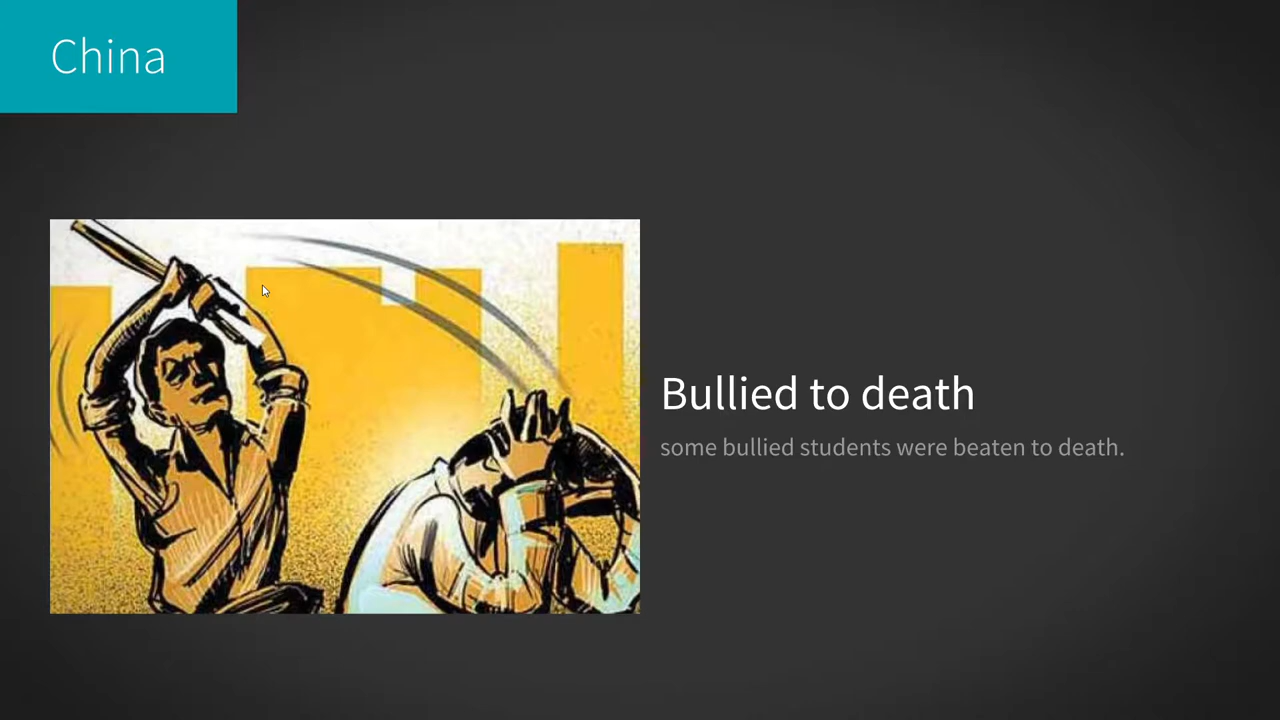 China
Bullied to death
some bullied students were beaten to death.